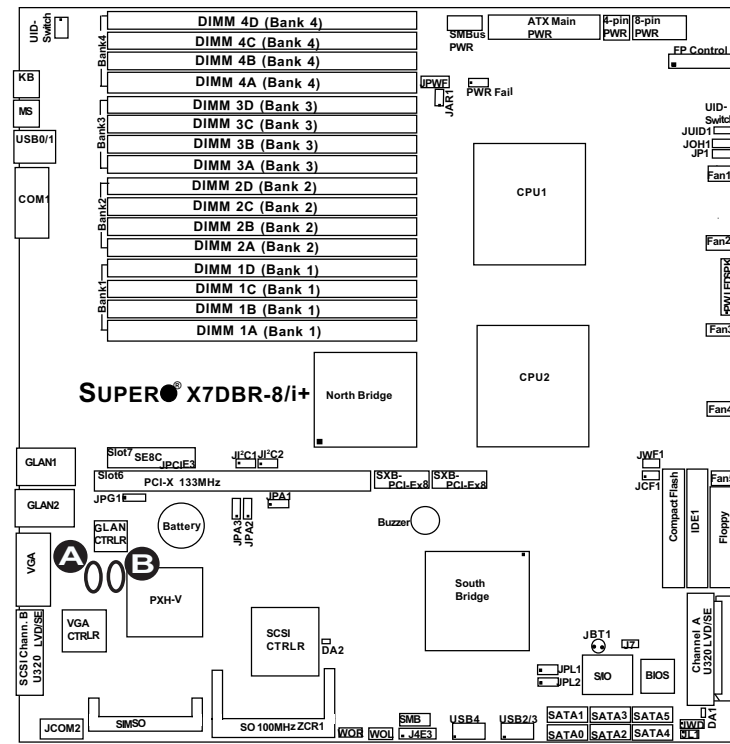 UID-
Switch
DIMM 4D (Bank 4)
DIMM 4C (Bank 4)
DIMM 4B (Bank 4)
DIMM 4A (Bank 4)
Bank4
DIMM 3D (Bank 3)
DIMM 3C (Bank 3)
DIMM 3B (Bank 3)
DIMM 3A (Bank 3)
Bank3
DIMM 2D (Bank 2)
DIMM 2C (Bank 2)
DIMM 2B (Bank 2)
DIMM 2A (Bank 2)
Bank2
DIMM 1D (Bank 1)
DIMM 1C (Bank 1)
DIMM 1B (Bank 1)
DIMM 1A (Bank 1)
Bank1
SMBus
PWR
ATX Main
PWR
4-pin
PWR
8-pin
PWR
FP Control
JPWF
JAR1
PWR Fail
KB
MS
USB0/1
COM1
UID-
Switch
JUID1
JOH1
JP1
Fan1
CPU1
Fan2
Fan3
CPU2
Fan4
SUPER® X7DBR-8/i+
North Bridge
GLAN1
GLAN2
Slot7
SE8C
JPCIE3
JI²C1
JI²C2
Slot6
PCI-X 133MHz
SXB-
PCI-Ex8
SXB-
PCI-Ex8
JWF1
JCF1
Fan5
JPG1
JPA3
JPA2
JPA1
Battery
Buzzer
Compact Flash
IDE1
Floppy
GLAN
CTRLR
VGA
A
B
PXH-V
South
Bridge
SCSI Chann. B
U320 LVD/SE
VGA
CTRLR
SCSI
CTRLR
DA2
JBT1
J7
Channel A
U320 LVD/SE
JPL1
JPL2
S/IO
BIOS
JCOM2
SIMSO
SO 100MHz ZCR1
WOR
WOL
SMB
J4E3
USB4
USB2/3
SATA1
SATA3
SATA5
SATA0
SATA2
SATA4
JWD
JL1
DA1